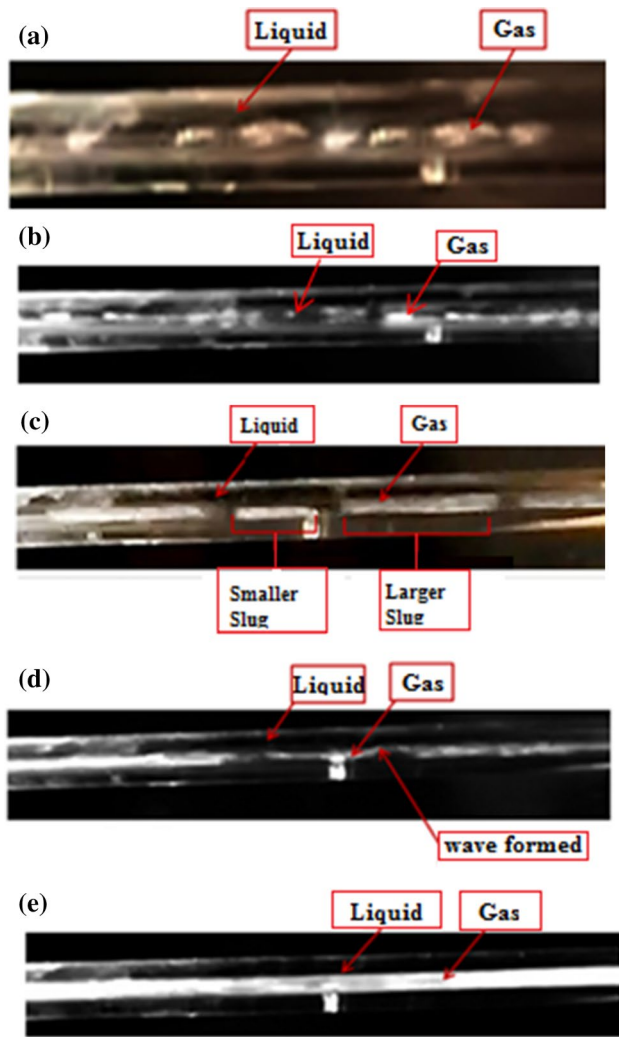 (a)
Liquid
Gas
(b)
Liquid
Gas
(c)
Liquid
Gas
Smaller
Slug
Larger
Slug
(d)
Liquid
Gas
wave formed
(e)
Liquid
Gas